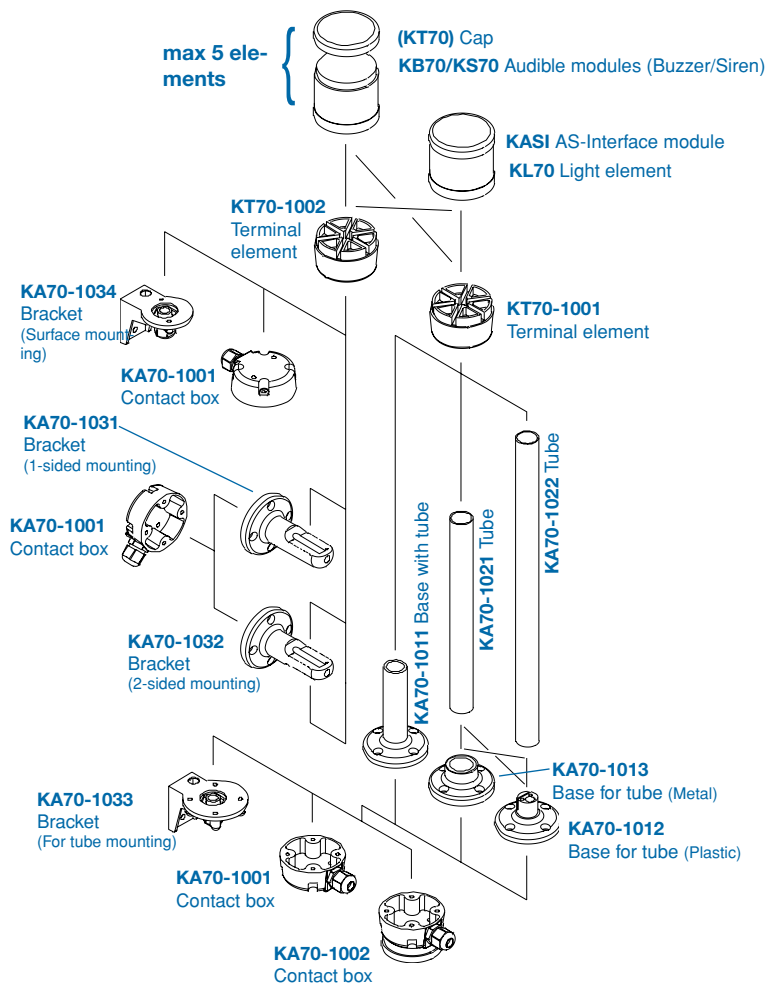 max 5 ele-
ments
(KT70) Cap
KB70/KS70 Audible modules (Buzzer/Siren)
KASI AS-Interface module
KL70 Light element
KT70-1002
Terminal
element
KA70-1034
Bracket
(Surface mount
ing)
KT70-1001
Terminal element
KA70-1001
Contact box
KA70-1031
Bracket
(1-sided mounting)
KA70-1001
Contact box
KA70-1011 Base with tube
KA70-1021 Tube
KA70-1022 Tube
KA70-1032
Bracket
(2-sided mounting)
KA70-1013
Base for tube (Metal)
KA70-1033
Bracket
(For tube mounting)
KA70-1012
Base for tube (Plastic)
KA70-1001
Contact box
KA70-1002
Contact box